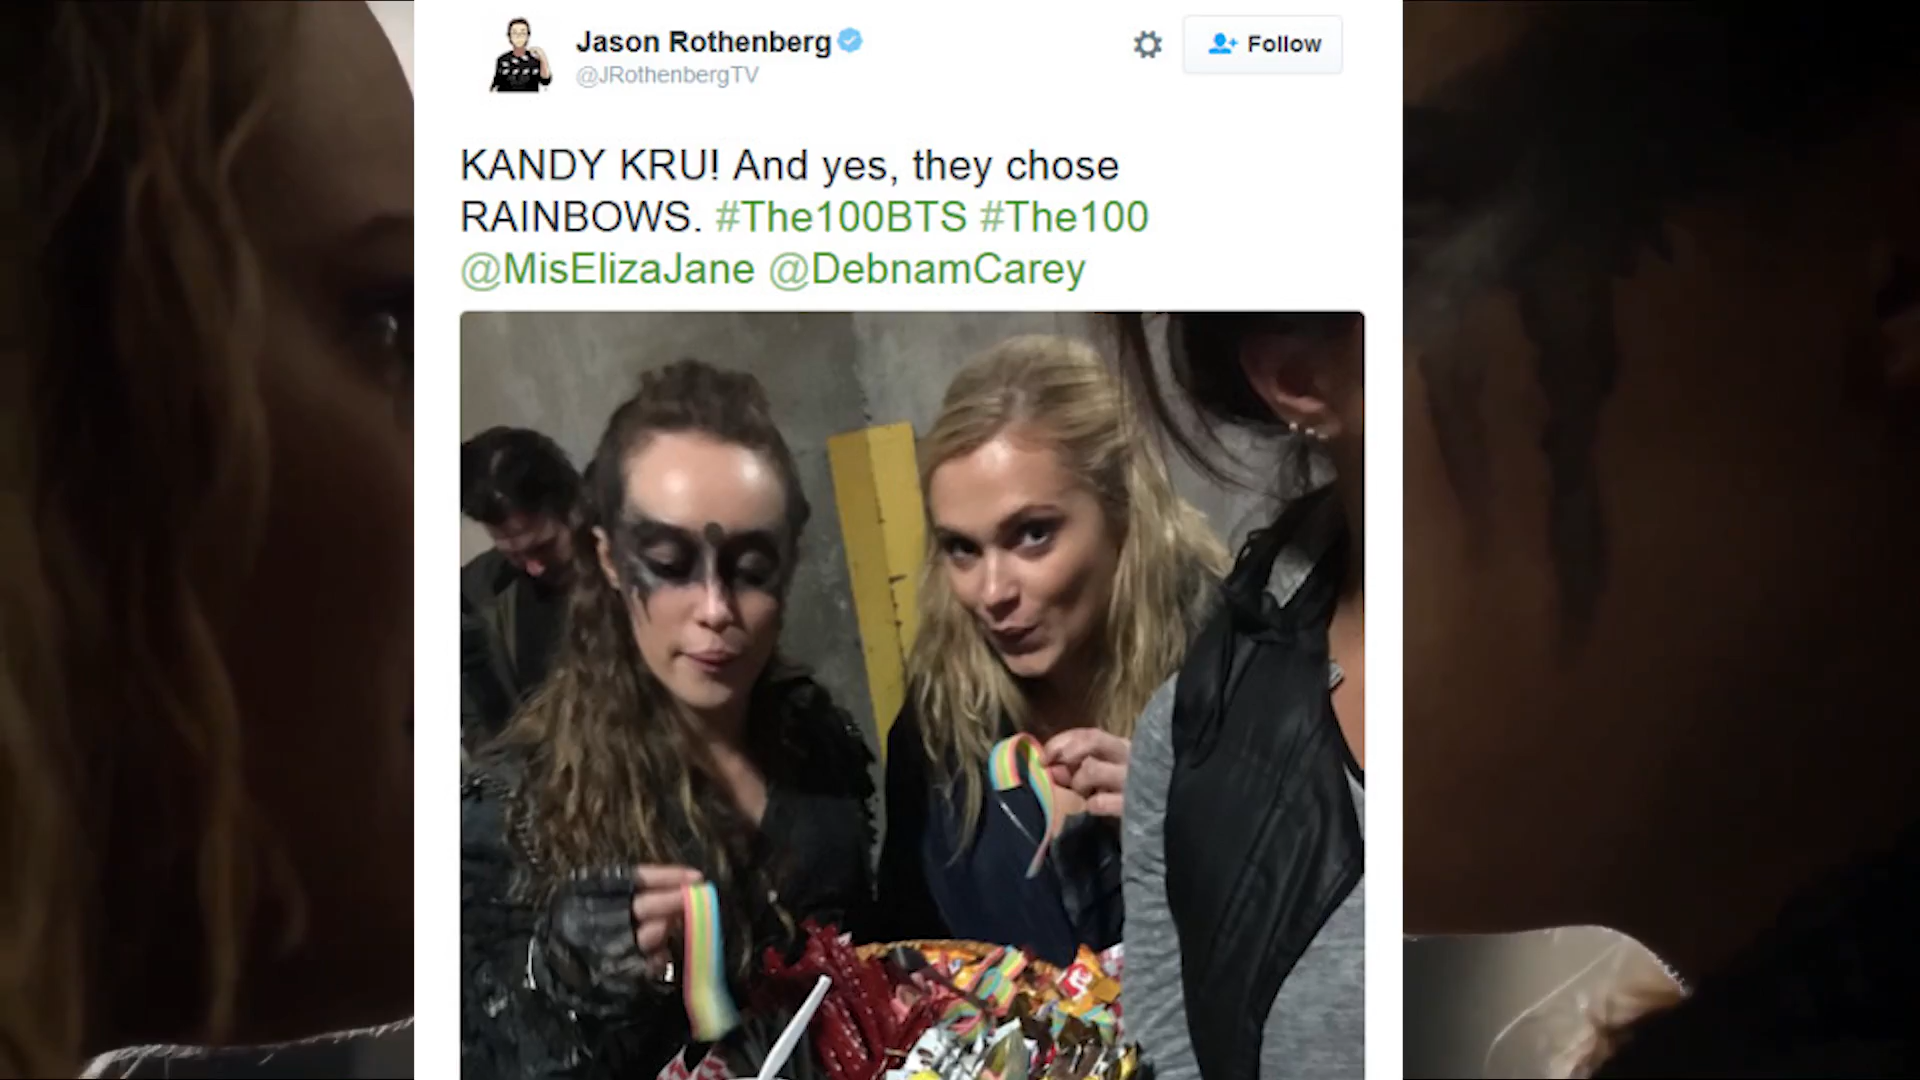 Jason Rothenberg
@JRothenbergTV
Follow
KANDY KRU! And yes, they chose
RAINBOWS. #The100BTS #The100
@MisElizaJane @DebnamCarey